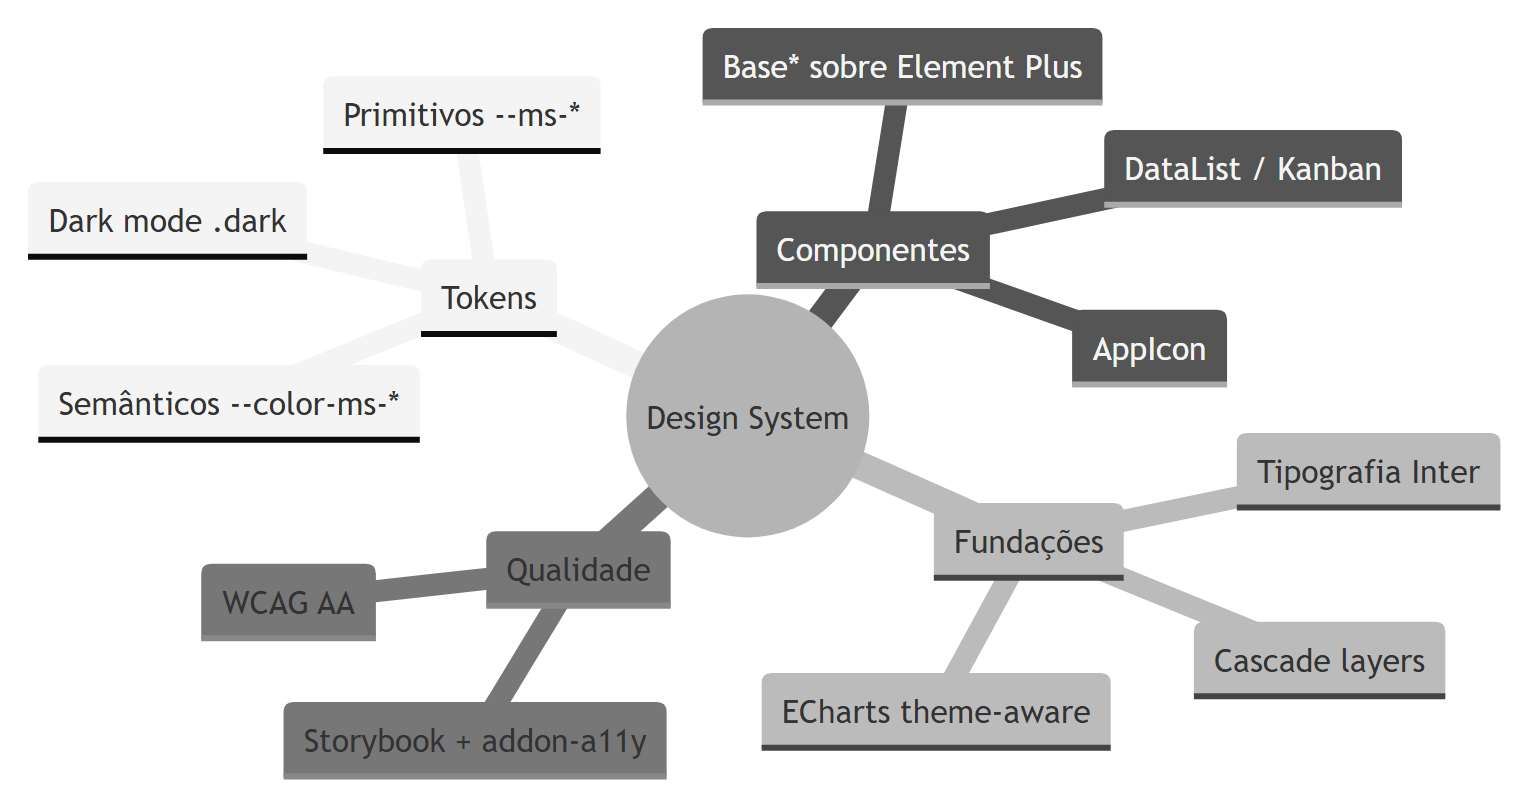 Base* sobre Element Plus
Primitivos --ms-*
DataList / Kanban
Dark mode .dark
Componentes
Tokens
AppIcon
Semânticos --color-ms-*
Design System
Tipografia Inter
Fundações
Qualidade
WCAG AA
Cascade layers
ECharts theme-aware
Storybook + addon-a11y